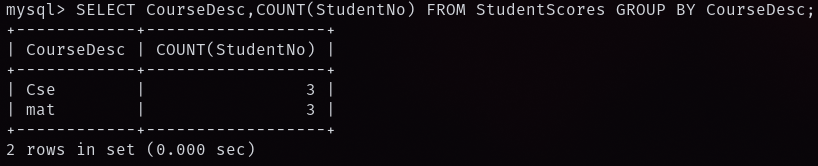 mysql> SELECT CourseDesc,COUNT(StudentNo) FROM StudentScores GROUP BY CourseDesc;
+------------+------------------+
| CourseDesc | COUNT(StudentNo) |
+------------+------------------+
| Cse        |                3 |
| mat        |                3 |
+------------+------------------+
2 rows in set (0.000 sec)